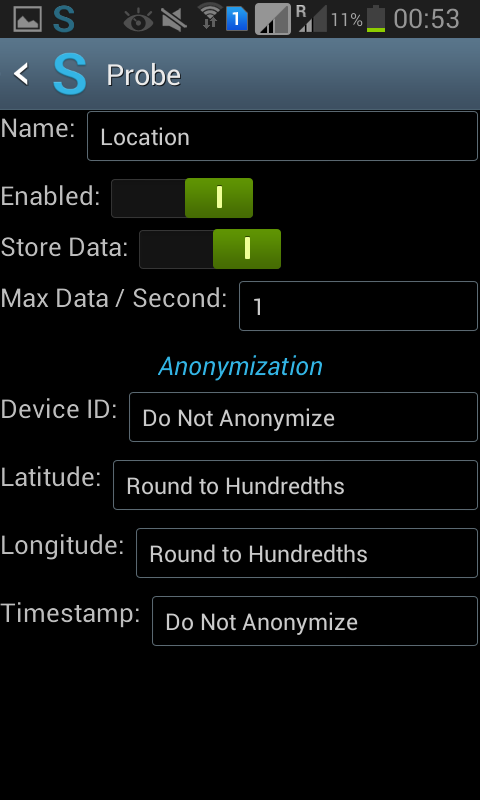 S 1 R 11% 00:53
S Probe
Name: Location
Enabled:
Store Data:
Max Data / Second: 1
Anonymization
Device ID: Do Not Anonymize
Latitude: Round to Hundredths
Longitude: Round to Hundredths
Timestamp: Do Not Anonymize